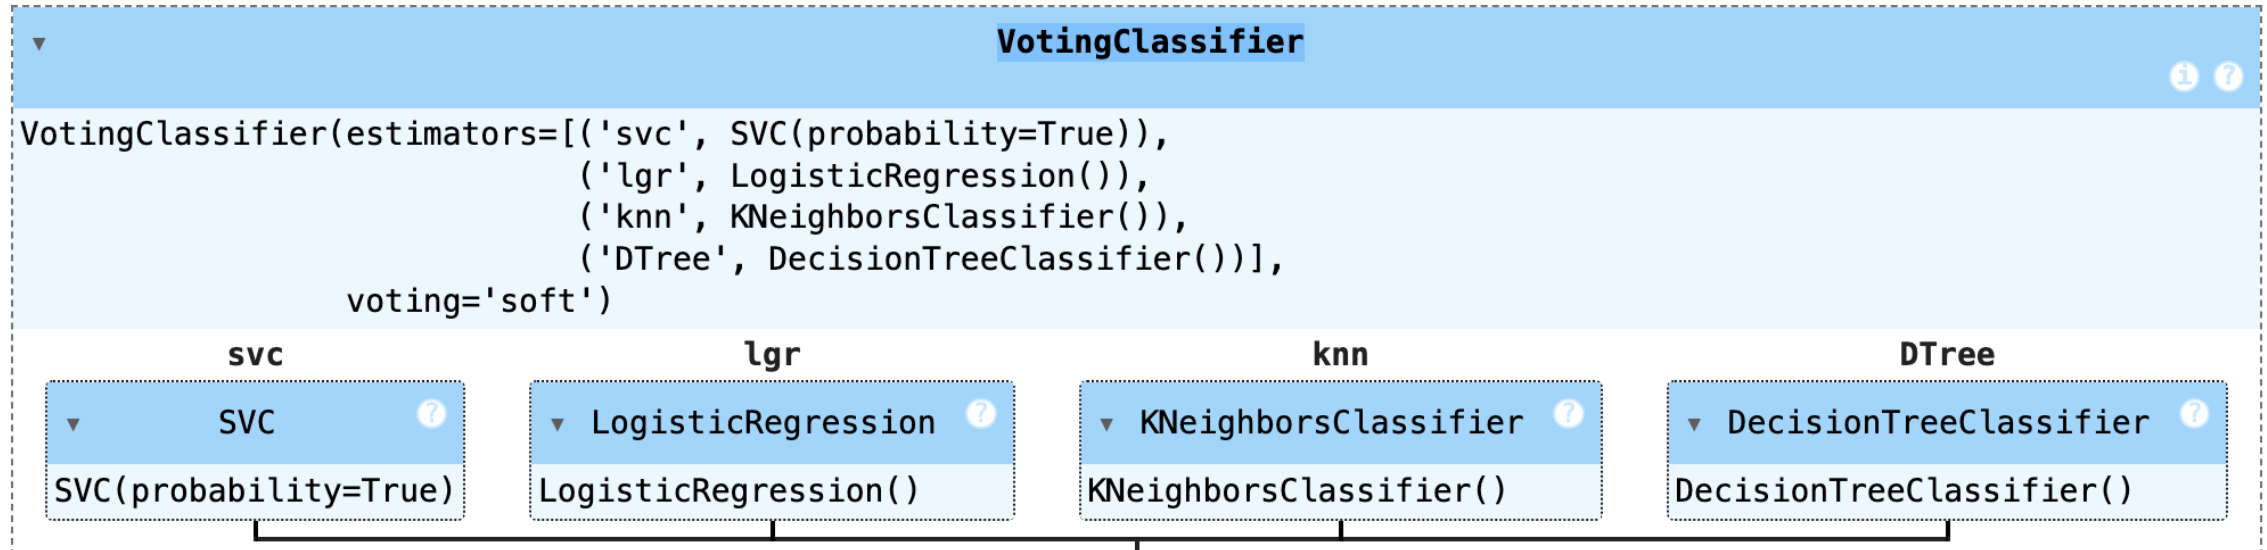 ▼ VotingClassifier
i ?
VotingClassifier(estimators=[('svc', SVC(probability=True)),
('lgr', LogisticRegression()),
('knn', KNeighborsClassifier()),
('DTree', DecisionTreeClassifier())],
voting='soft')
svc lgr knn DTree
▼ SVC ? ▼ LogisticRegression ? ▼ KNeighborsClassifier ? ▼ DecisionTreeClassifier ?
SVC(probability=True) LogisticRegression() KNeighborsClassifier() DecisionTreeClassifier()